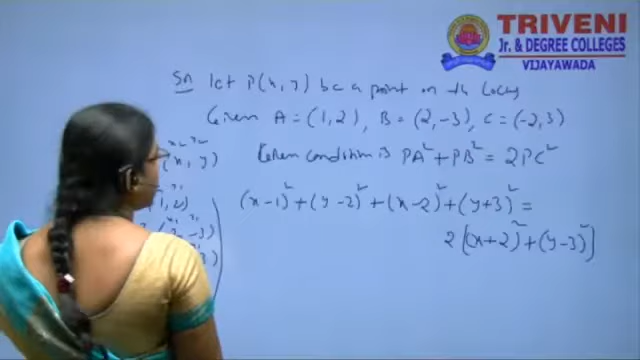 TRIVENI
Jr. & DEGREE COLLEGES
VIJAYAWADA
Sn let P(x, y) be a point on the locus
Given A = (1, 2), B = (2, -3), C = (-2, 3)
Given condition is PA² + PB² = 2PC²
(x, y)
(x-1)² + (y-2)² + (x-2)² + (y+3)² =
2[(x+2)² + (y-3)²]